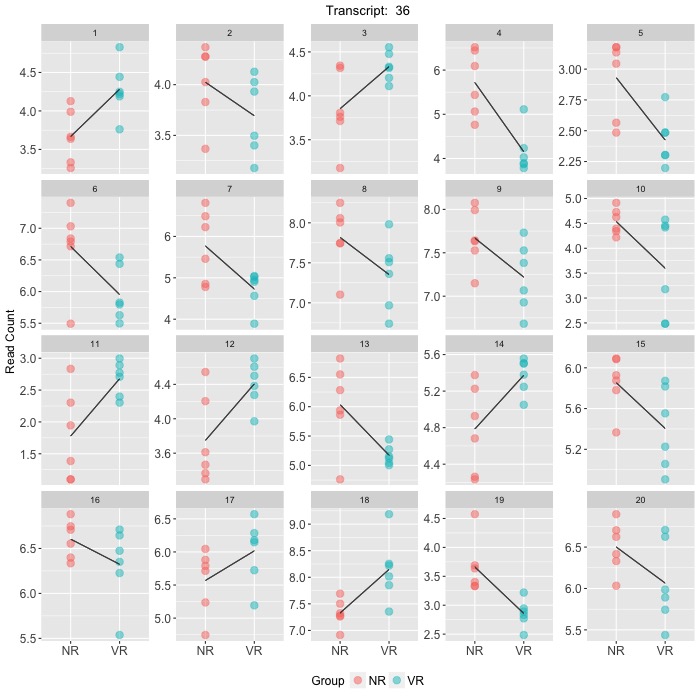 Transcript: 36
1 2 3 4 5
4.5 4.0 3.5
4.0 3.5
4.5 4.0 3.5
6 5 4
3.00 2.75 2.50 2.25
6 7 8 9 10
7.0 6.5 6.0 5.5
6 5 4
8.0 7.5 7.0
8.0 7.5 7.0
5.0 4.5 4.0 3.5 3.0 2.5
Read Count
11 12 13 14 15
3.0 2.5 2.0 1.5
4.4 4.0 3.6
6.5 6.0 5.5 5.0
5.6 5.2 4.8 4.4
6.0 5.6 5.2
16 17 18 19 20
6.5 6.0 5.5
6.5 6.0 5.5 5.0
9.0 8.5 8.0 7.5 7.0
4.5 4.0 3.5 3.0 2.5
6.5 6.0 5.5
NR VR NR VR NR VR NR VR NR VR
Group NR VR